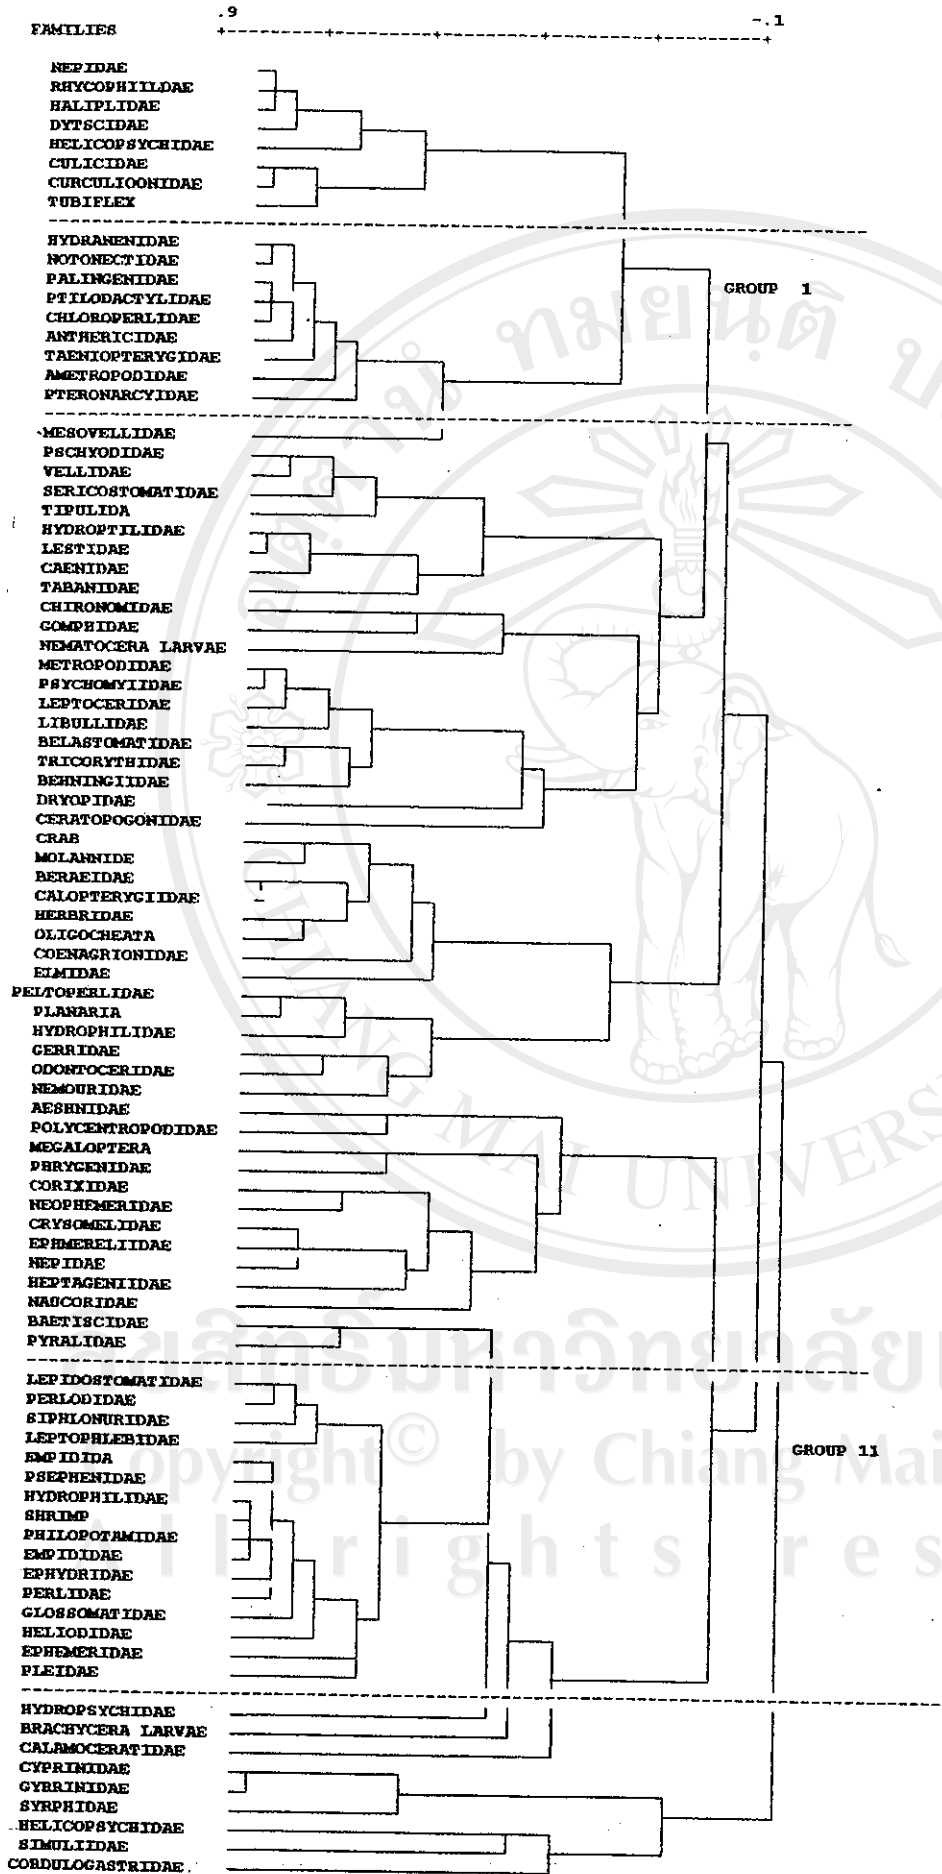 .9 -.1
FAMILIES
NEPIDAE
RHYCOPHIILDAE
HALIPLIDAE
DYTSCIDAE
HELICOPSYCHIDAE
CULICIDAE
CURCULIOONIDAE
TUBIFLEX
HYDRANENIDAE
NOTONECTIDAE
PALINGENIDAE
GROUP 1
PTILODACTYLIDAE
CHLOROPERLIDAE
ANTHERICIDAE
TAENIOPTERYGIDAE
AMETROPODIDAE
PTERONARCYIDAE
MESOVELLIDAE
PSCHYODIDAE
VELLIDAE
SERICOSTOMATIDAE
TIPULIDA
HYDROPTILIDAE
LESTIDAE
CAENIDAE
TABANIDAE
CHIRONOMIDAE
GOMPHIDAE
NEMATOCERA LARVAE
METROPODIDAE
PSYCHOMYIIDAE
LEPTOCERIDAE
LIBULLIDAE
BELASTOMATIDAE
TRICORYTHIDAE
BEHNINGIIDAE
DRYOPIDAE
CERATOPOGONIDAE
CRAB
MOLANNIDE
BERAEIDAE
CALOPTERYGIIDAE
HERBRIDAE
OLIGOCHEATA
COENAGRIONIDAE
ELMIDAE
PELTOPERLIDAE
PLANARIA
HYDROPHILIDAE
GERRIDAE
ODONTOCERIDAE
NEMOURIDAE
AESHNIDAE
POLYCENTROPODIDAE
MEGALOPTERA
PHRYGENIDAE
CORIXIDAE
NEOPHEMERIDAE
CRYSOMELIDAE
EPHMERELIIDAE
NEPIDAE
HEPTAGENIIDAE
NAUCORIDAE
BAETISCIDAE
PYRALIDAE
LEPIDOSTOMATIDAE
PERLODIDAE
SIPHLONURIDAE
LEPTOPHLEBIDAE
GROUP 11
EMPIDIDA
PSEPHENIDAE
HYDROPHILIDAE
SHRIMP
PHILOPOTAMIDAE
EMPIDIDAE
EPHYDRIDAE
PERLIDAE
GLOSSOMATIDAE
HELIODIDAE
EPHEMERIDAE
PLEIDAE
HYDROPSYCHIDAE
BRACHYCERA LARVAE
CALAMOCERATIDAE
CYPRINIDAE
GYRRINIDAE
SYRPHIDAE
HELICOPSYCHIDAE
SIMULIIDAE
CORDULOGASTRIDAE
CHIANG MAI UNIVERS
Copyright© by Chiang Mai
All rights res